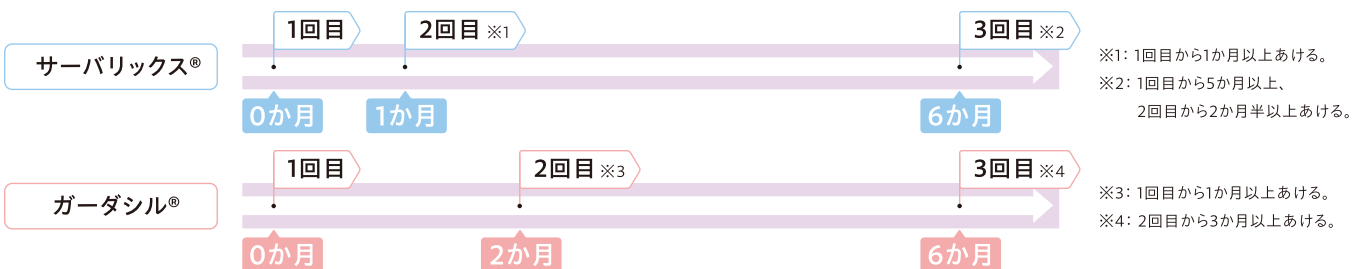 1回目
2回目 ※1
3回目 ※2
サーバリックス®
0か月
1か月
6か月
※1: 1回目から1か月以上あける。
※2: 1回目から5か月以上、
2回目から2か月半以上あける。
1回目
2回目 ※3
3回目 ※4
ガーダシル®
0か月
2か月
6か月
※3: 1回目から1か月以上あける。
※4: 2回目から3か月以上あける。